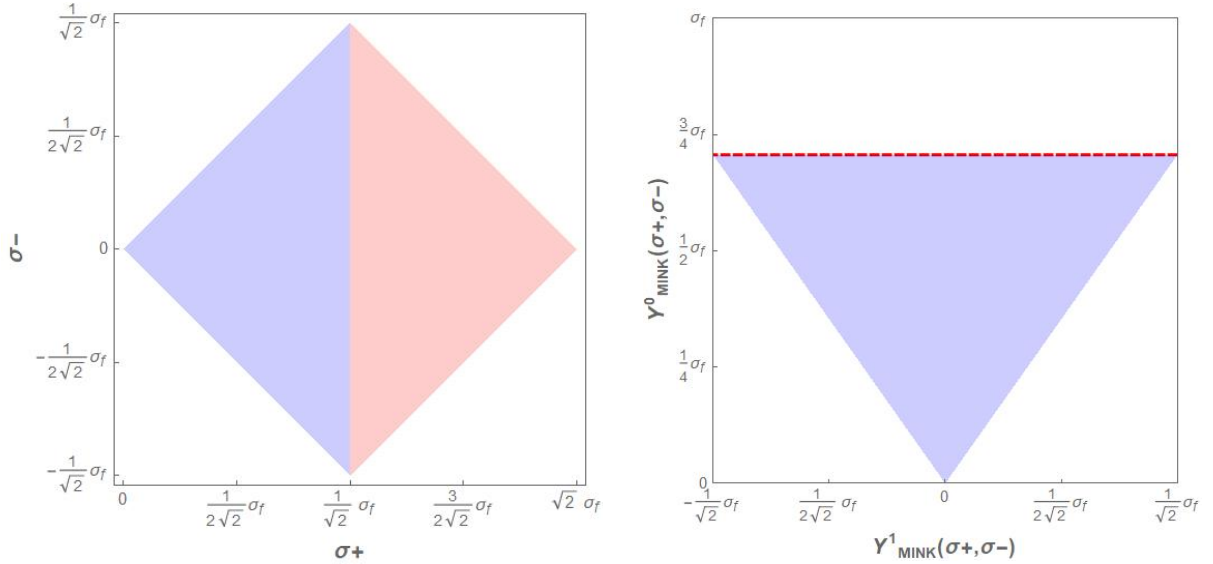 1/√2 σf
1/2√2 σf
0
-1/2√2 σf
-1/√2 σf
σ−
0
1/2√2 σf
1/√2 σf
3/2√2 σf
√2 σf
σ+
σf
3/4 σf
1/2 σf
1/4 σf
0
Y⁰MINK(σ+,σ−)
-1/√2 σf
1/2√2 σf
0
1/2√2 σf
1/√2 σf
Y¹MINK(σ+,σ−)